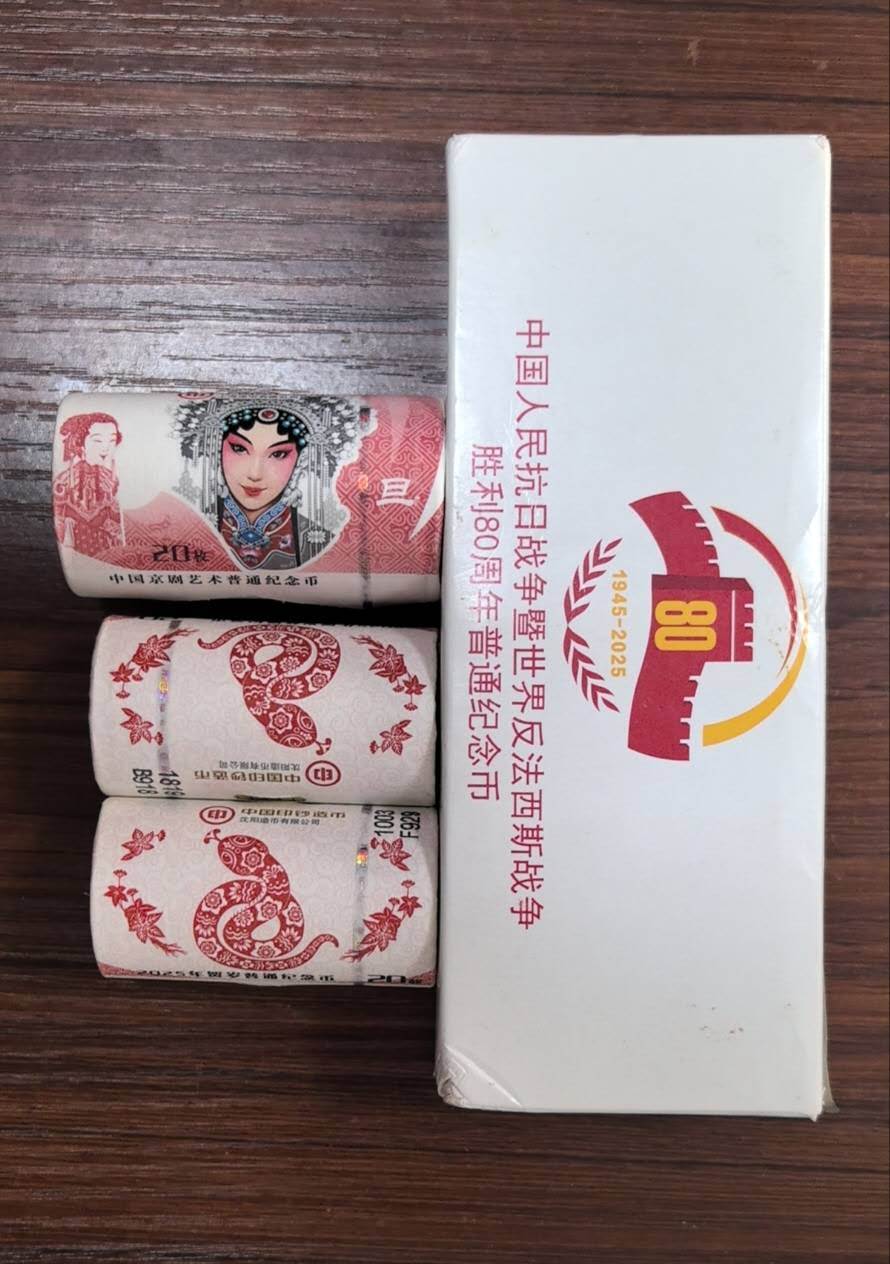 20枚
中国京剧艺术普通纪念币
中国印钞造币
沈阳造币有限公司
1819
B918
中国印钞造币
沈阳造币有限公司
1003
F929
2025年贺岁普通纪念币
20枚
中国人民抗日战争暨世界反法西斯战争
胜利80周年普通纪念币
1945-2025
80